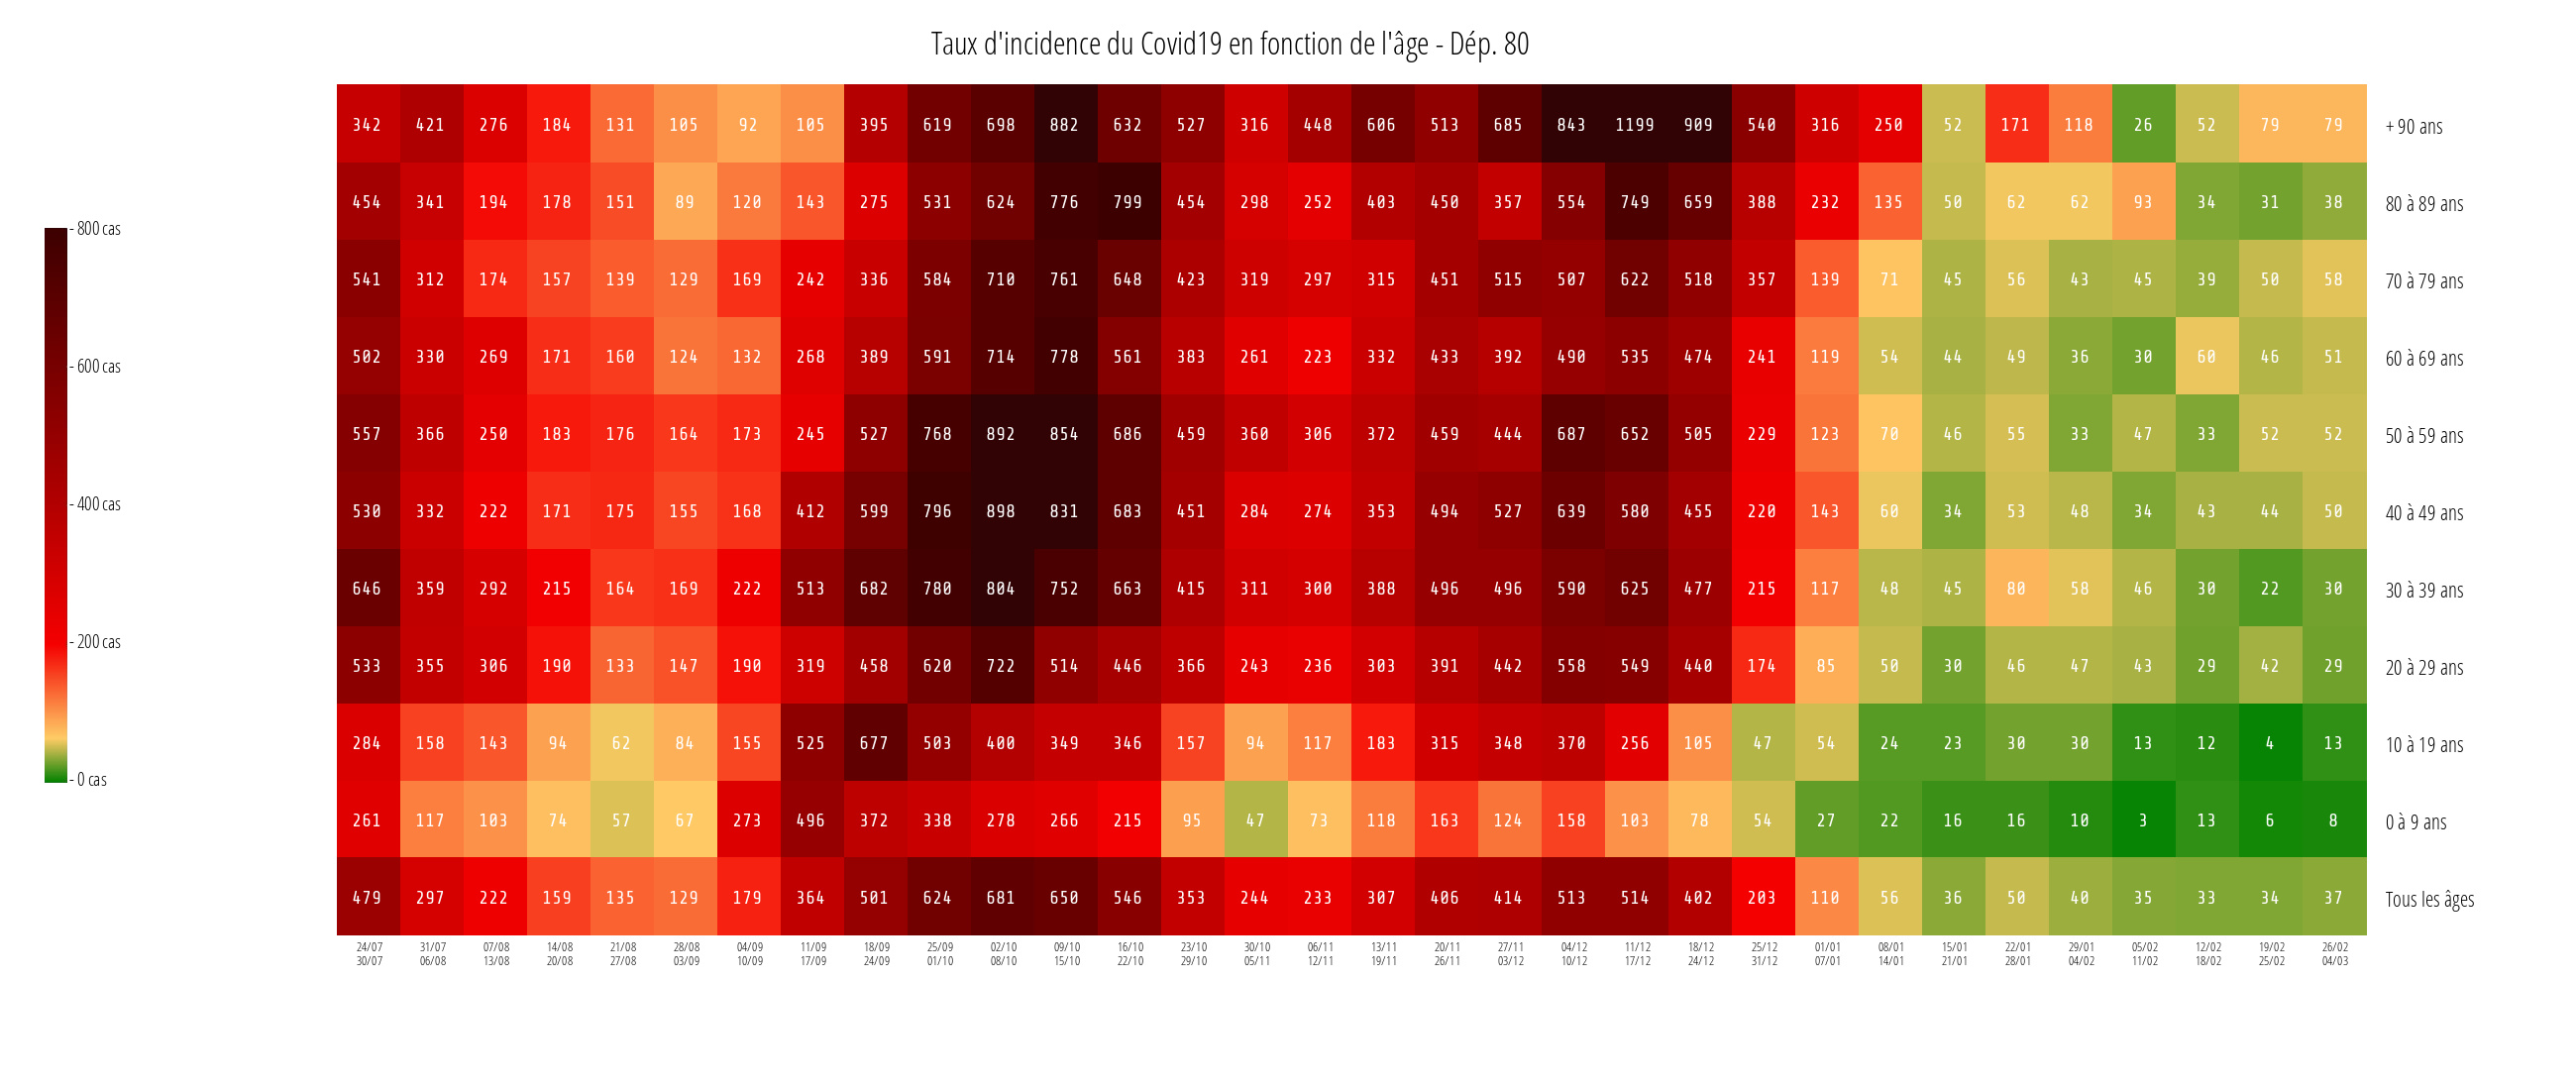 Taux d'incidence du Covid19 en fonction de l'âge - Dép. 80
- 800 cas
- 600 cas
- 400 cas
- 200 cas
- 0 cas
342 421 276 184 131 105 92 105 395 619 698 882 632 527 316 448 606 513 685 843 1199 909 540 316 250 52 171 118 26 52 79 79 + 90 ans
454 341 194 178 151 89 120 143 275 531 624 776 799 454 298 252 403 450 357 554 749 659 388 232 135 50 62 62 93 34 31 38 80 à 89 ans
541 312 174 157 139 129 169 242 336 584 710 761 648 423 319 297 315 451 515 507 622 518 357 139 71 45 56 43 45 39 50 58 70 à 79 ans
502 330 269 171 160 124 132 268 389 591 714 778 561 383 261 223 332 433 392 490 535 474 241 119 54 44 49 36 30 60 46 51 60 à 69 ans
557 366 250 183 176 164 173 245 527 768 892 854 686 459 360 306 372 459 444 687 652 505 229 123 70 46 55 33 47 33 52 52 50 à 59 ans
530 332 222 171 175 155 168 412 599 796 898 831 683 451 284 274 353 494 527 639 580 455 220 143 60 34 53 48 34 43 44 50 40 à 49 ans
646 359 292 215 164 169 222 513 682 780 804 752 663 415 311 300 388 496 496 590 625 477 215 117 48 45 80 58 46 30 22 30 30 à 39 ans
533 355 306 190 133 147 190 319 458 620 722 514 446 366 243 236 303 391 442 558 549 440 174 85 50 30 46 47 43 29 42 29 20 à 29 ans
284 158 143 94 62 84 155 525 677 503 400 349 346 157 94 117 183 315 348 370 256 105 47 54 24 23 30 30 13 12 4 13 10 à 19 ans
261 117 103 74 57 67 273 496 372 338 278 266 215 95 47 73 118 163 124 158 103 78 54 27 22 16 16 10 3 13 6 8 0 à 9 ans
479 297 222 159 135 129 179 364 501 624 681 650 546 353 244 233 307 406 414 513 514 402 203 110 56 36 50 40 35 33 34 37 Tous les âges
24/07 31/07 07/08 14/08 21/08 28/08 04/09 11/09 18/09 25/09 02/10 09/10 16/10 23/10 30/10 06/11 13/11 20/11 27/11 04/12 11/12 18/12 25/12 01/01 08/01 15/01 22/01 29/01 05/02 12/02 19/02 26/02
30/07 06/08 13/08 20/08 27/08 03/09 10/09 17/09 24/09 01/10 08/10 15/10 22/10 29/10 05/11 12/11 19/11 26/11 03/12 10/12 17/12 24/12 31/12 07/01 14/01 21/01 28/01 04/02 11/02 18/02 25/02 04/03